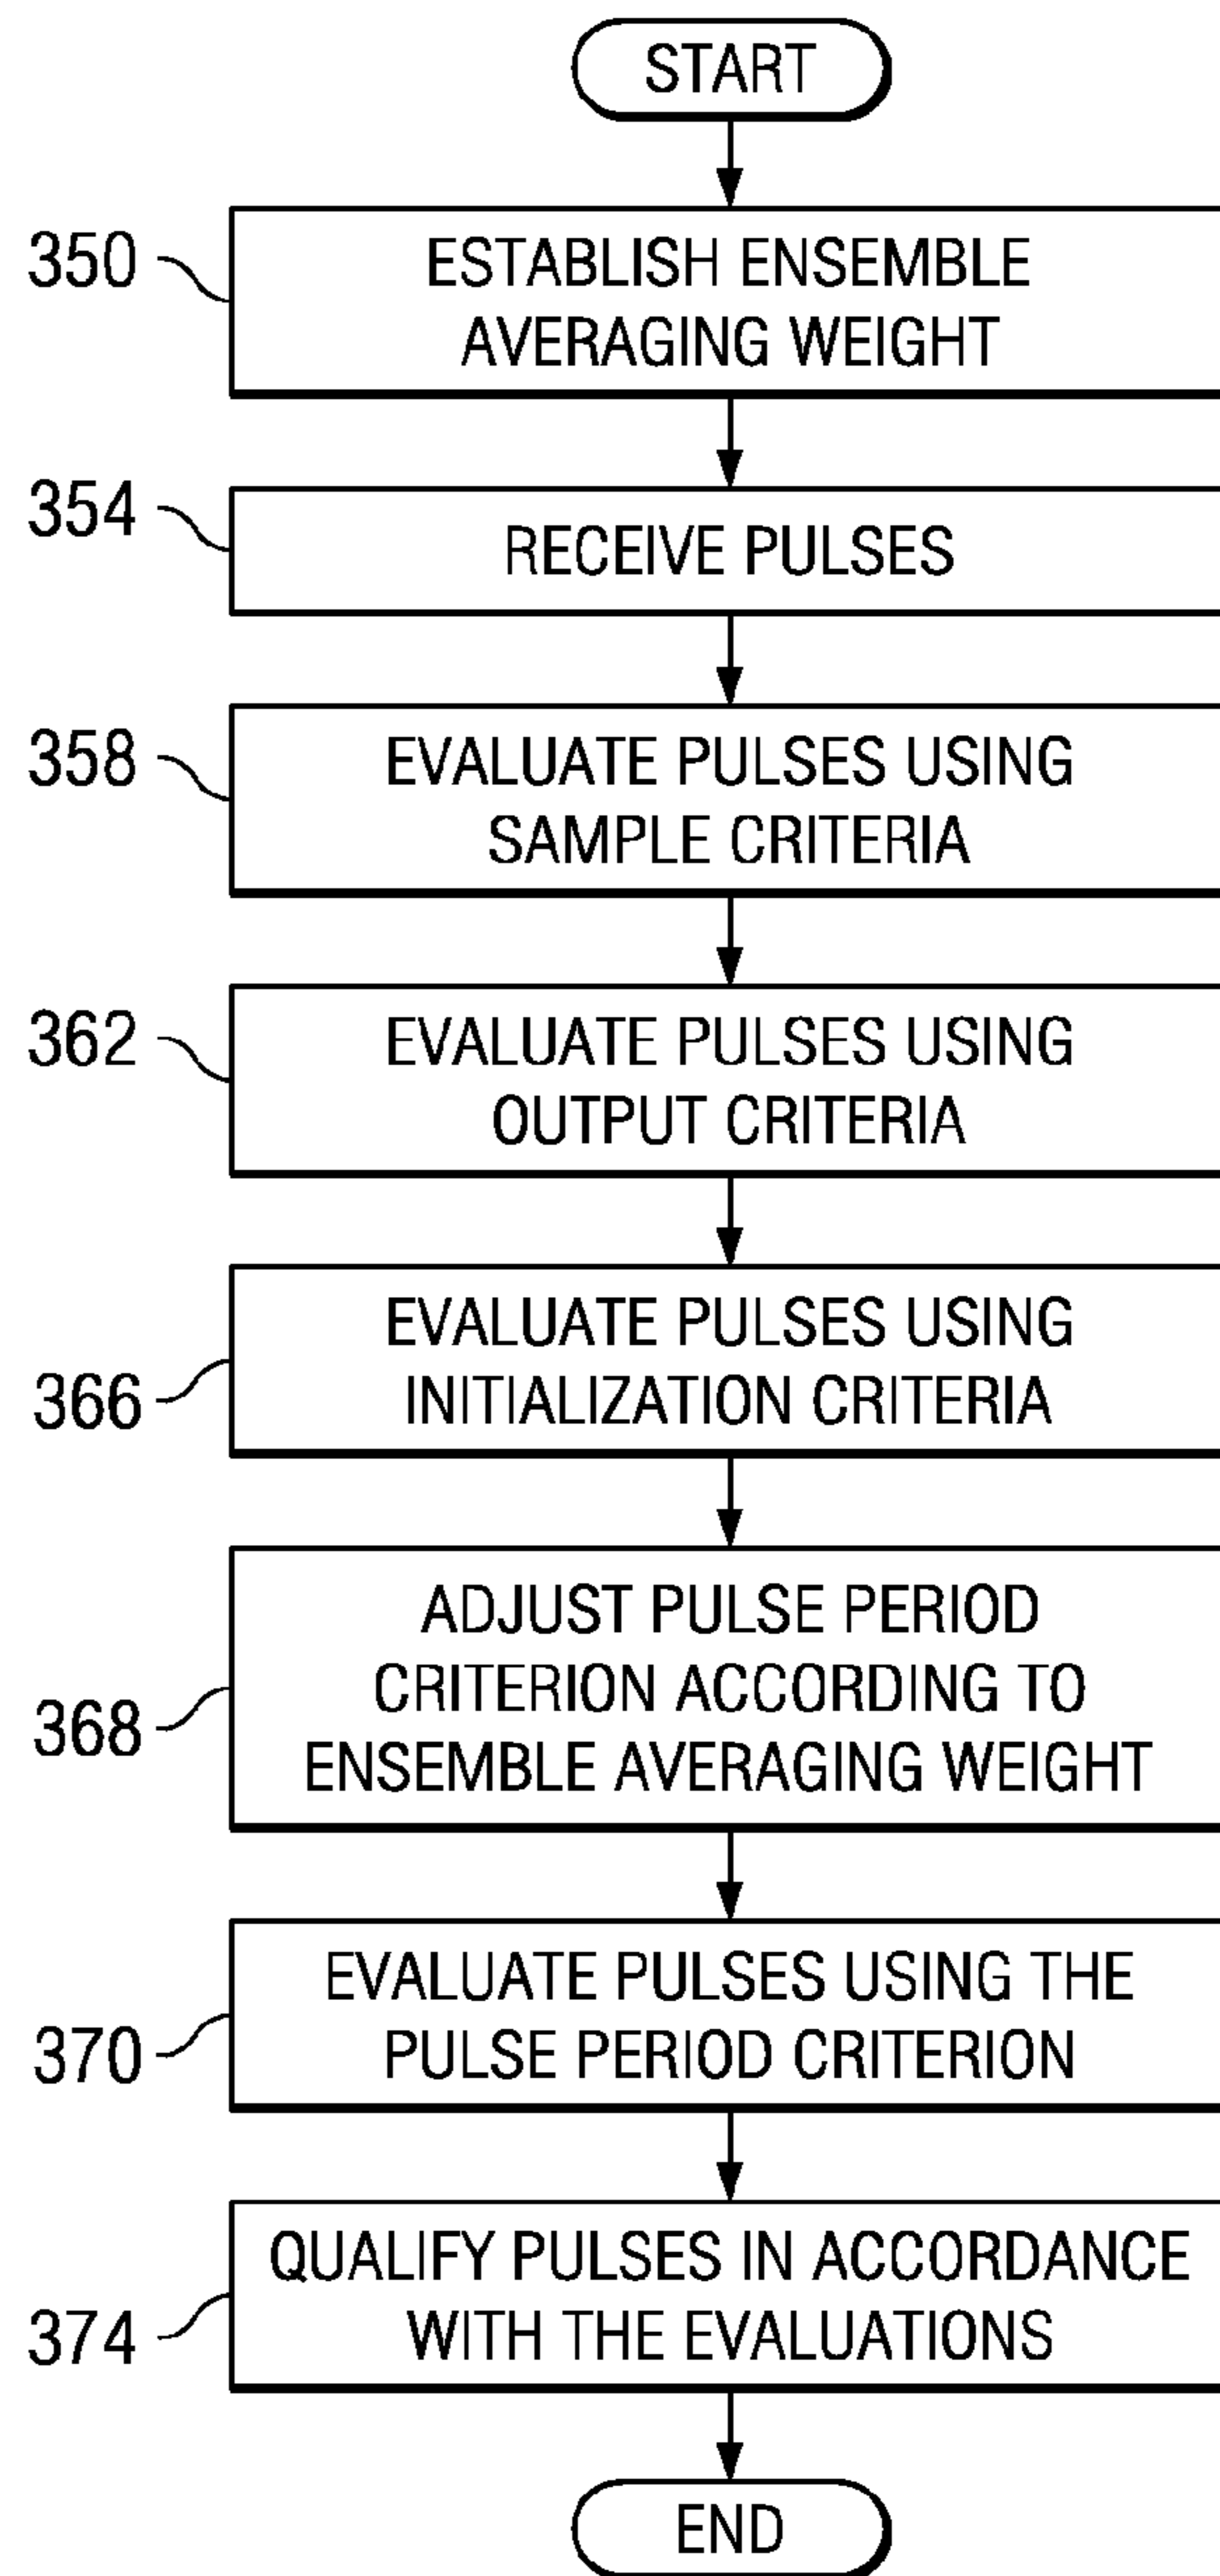 START
350
ESTABLISH ENSEMBLE
AVERAGING WEIGHT
354
RECEIVE PULSES
358
EVALUATE PULSES USING
SAMPLE CRITERIA
362
EVALUATE PULSES USING
OUTPUT CRITERIA
366
EVALUATE PULSES USING
INITIALIZATION CRITERIA
368
ADJUST PULSE PERIOD
CRITERION ACCORDING TO
ENSEMBLE AVERAGING WEIGHT
370
EVALUATE PULSES USING THE
PULSE PERIOD CRITERION
374
QUALIFY PULSES IN ACCORDANCE
WITH THE EVALUATIONS
END